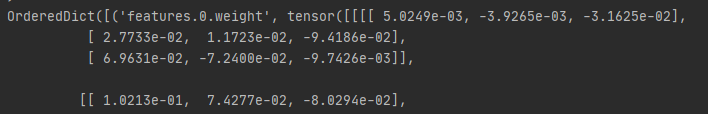 OrderedDict([('features.0.weight', tensor([[[[ 5.0249e-03, -3.9265e-03, -3.1625e-02],
[ 2.7733e-02, 1.1723e-02, -9.4186e-02],
[ 6.9631e-02, -7.2400e-02, -9.7426e-03]],
[[ 1.0213e-01, 7.4277e-02, -8.0294e-02],